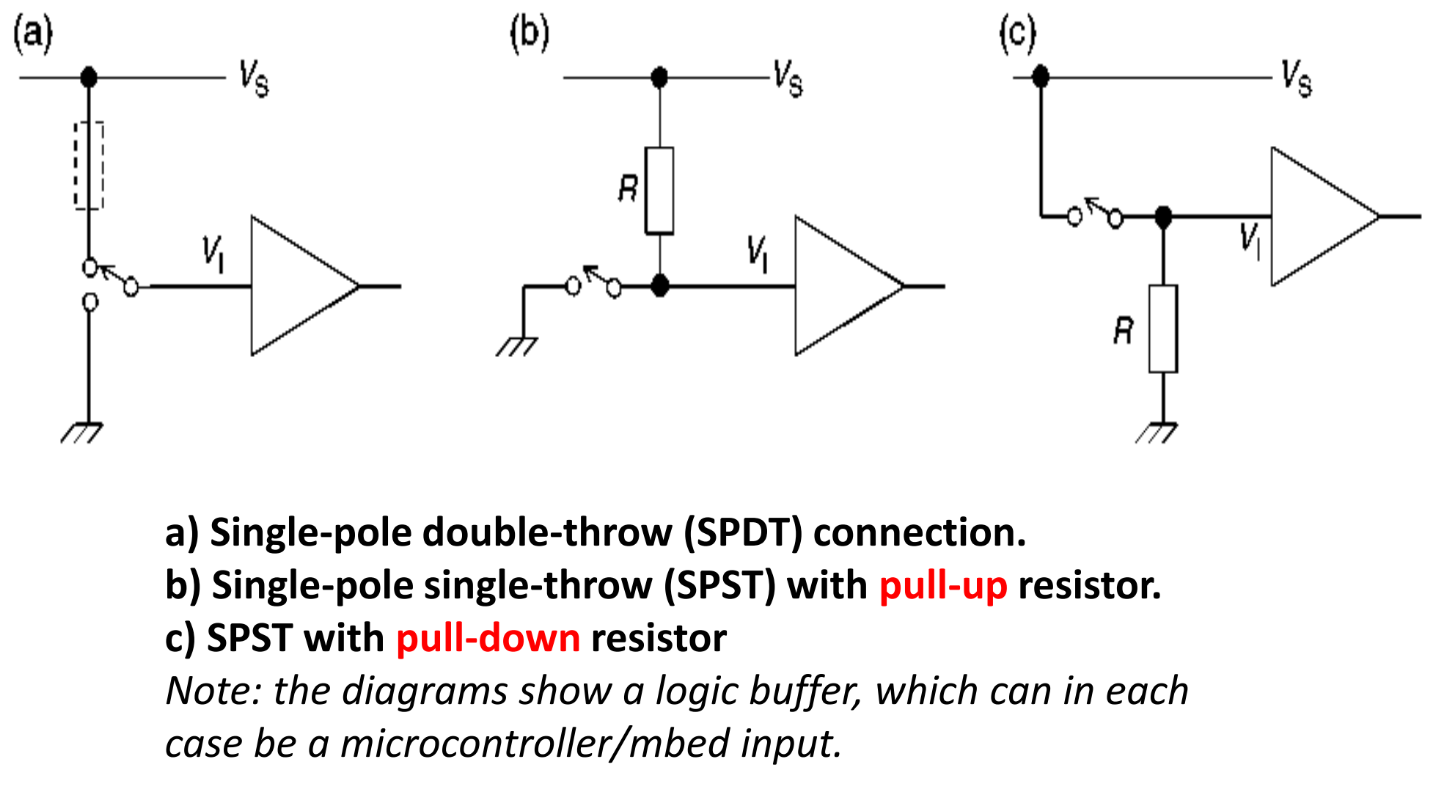 (a)
V_S
V_I
(b)
V_S
R
V_I
(c)
V_S
V_I
R
a) Single-pole double-throw (SPDT) connection.
b) Single-pole single-throw (SPST) with pull-up resistor.
c) SPST with pull-down resistor
Note: the diagrams show a logic buffer, which can in each
case be a microcontroller/mbed input.